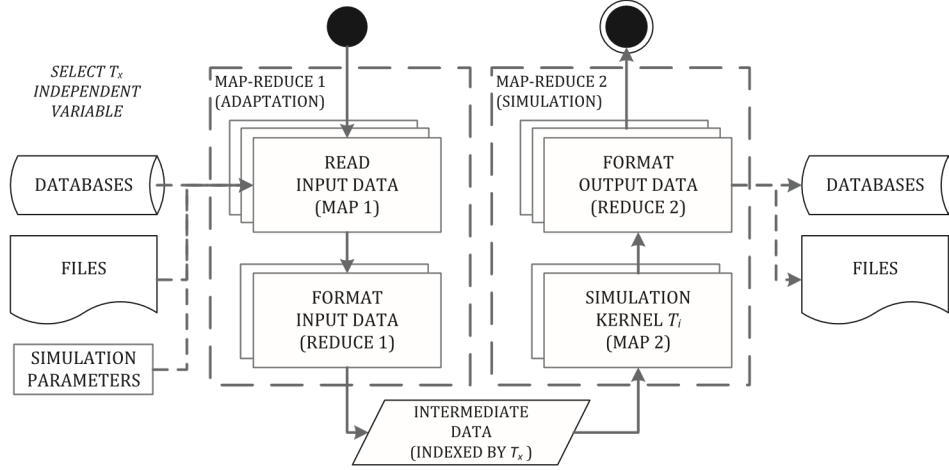 SELECT Tₓ
INDEPENDENT
VARIABLE
DATABASES
FILES
SIMULATION
PARAMETERS
MAP-REDUCE 1
(ADAPTATION)
READ
INPUT DATA
(MAP 1)
FORMAT
INPUT DATA
(REDUCE 1)
INTERMEDIATE
DATA
(INDEXED BY Tₓ )
MAP-REDUCE 2
(SIMULATION)
FORMAT
OUTPUT DATA
(REDUCE 2)
SIMULATION
KERNEL Tᵢ
(MAP 2)
DATABASES
FILES